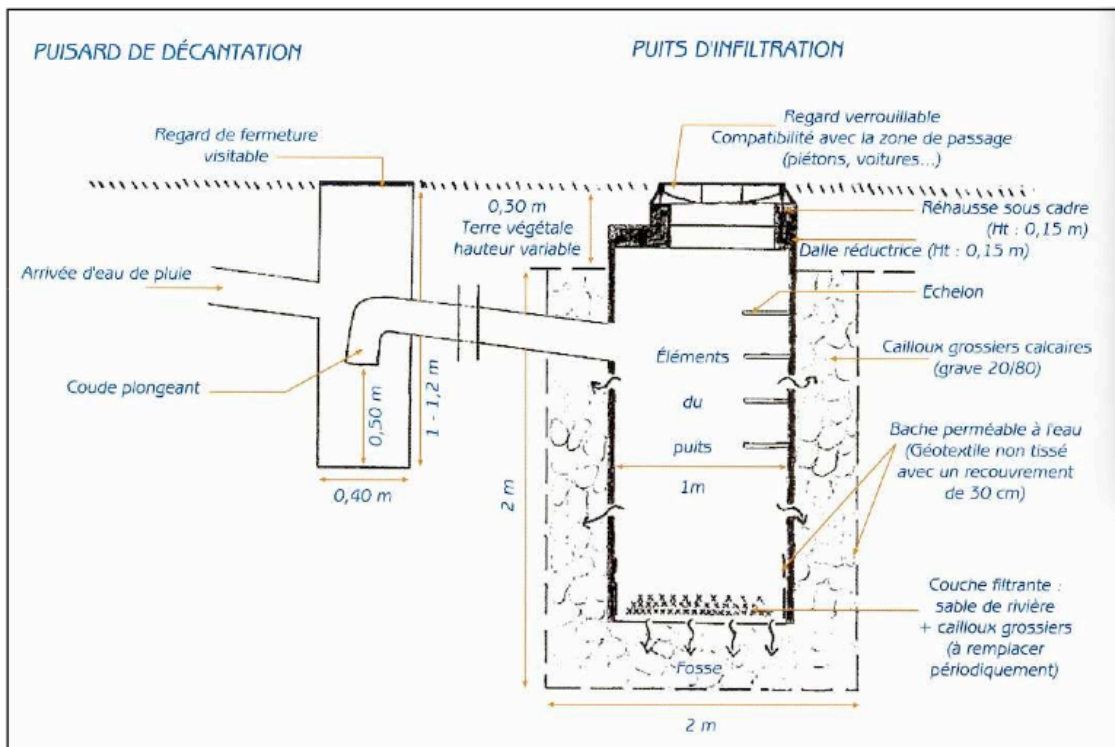 PUISARD DE DÉCANTATION
PUITS D'INFILTRATION
Regard de fermeture
visitable
Regard verrouillable
Compatibilité avec la zone de passage
(piétons, voitures...)
0,30 m
Terre végétale
hauteur variable
Réhausse sous cadre
(Ht : 0,15 m)
Dalle réductrice (Ht : 0,15 m)
Arrivée d'eau de pluie
Echelon
Éléments
du
puits
Cailloux grossiers calcaires
(grave 20/80)
Coude plongeant
0,50 m
1 - 1,2 m
0,40 m
2 m
1m
Bache perméable à l'eau
(Géotextile non tissé
avec un recouvrement
de 30 cm)
Couche filtrante :
sable de rivière
+ cailloux grossiers
(à remplacer
périodiquement)
Fosse
2 m